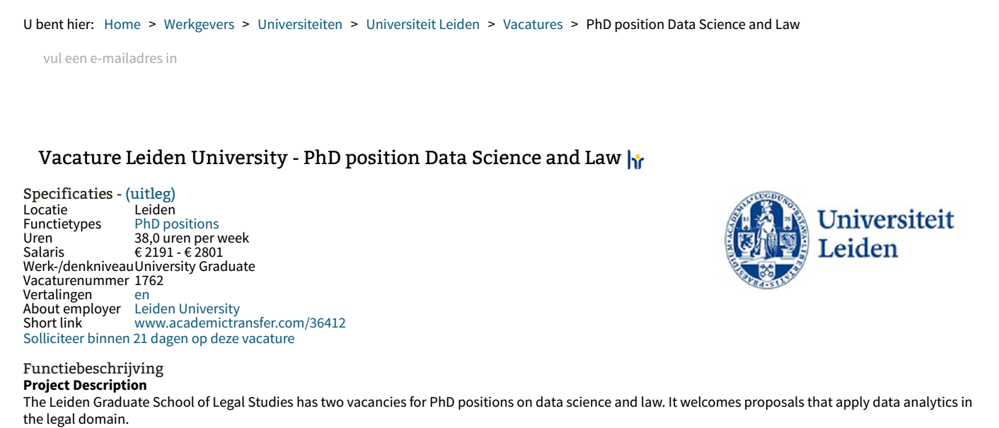 U bent hier: Home > Werkgevers > Universiteiten > Universiteit Leiden > Vacatures > PhD position Data Science and Law
vul een e-mailadres in
Vacature Leiden University - PhD position Data Science and Law
Specificaties - (uitleg)
Locatie Leiden
Functietypes PhD positions
Uren 38,0 uren per week
Salaris € 2191 - € 2801
Werk-/denkniveau University Graduate
Vacaturenummer 1762
Vertalingen en
About employer Leiden University
Short link www.academictransfer.com/36412
Solliciteer binnen 21 dagen op deze vacature
ACADEMIA·LUGDUNO·BATAVA·LIBERTATIS·PRAESIDIUM
15 75
Universiteit
Leiden
Functiebeschrijving
Project Description
The Leiden Graduate School of Legal Studies has two vacancies for PhD positions on data science and law. It welcomes proposals that apply data analytics in
the legal domain.